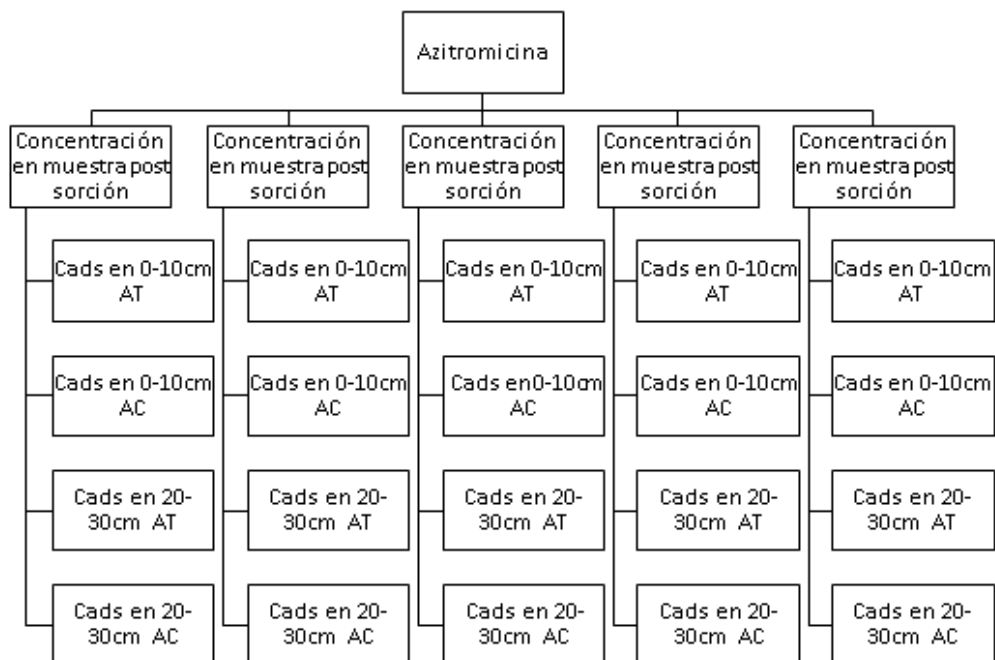 Azitromicina
Concentración
en muestra post
sorción
Cads en 0-10cm
AT
Cads en 0-10cm
AC
Cads en 20-
30cm AT
Cads en 20-
30cm AC
Concentración
en muestra post
sorción
Cads en 0-10cm
AT
Cads en 0-10cm
AC
Cads en 20-
30cm AT
Cads en 20-
30cm AC
Concentración
en muestra post
sorción
Cads en 0-10cm
AT
Cads en0-10cm
AC
Cads en 20-
30cm AT
Cads en 20-
30cm AC
Concentración
en muestra post
sorción
Cads en 0-10cm
AT
Cads en 0-10cm
AC
Cads en 20-
30cm AT
Cads en 20-
30cm AC
Concentración
en muestra post
sorción
Cads en 0-10cm
AT
Cads en 0-10cm
AC
Cads en 20-
30cm AT
Cads en 20-
30cm AC